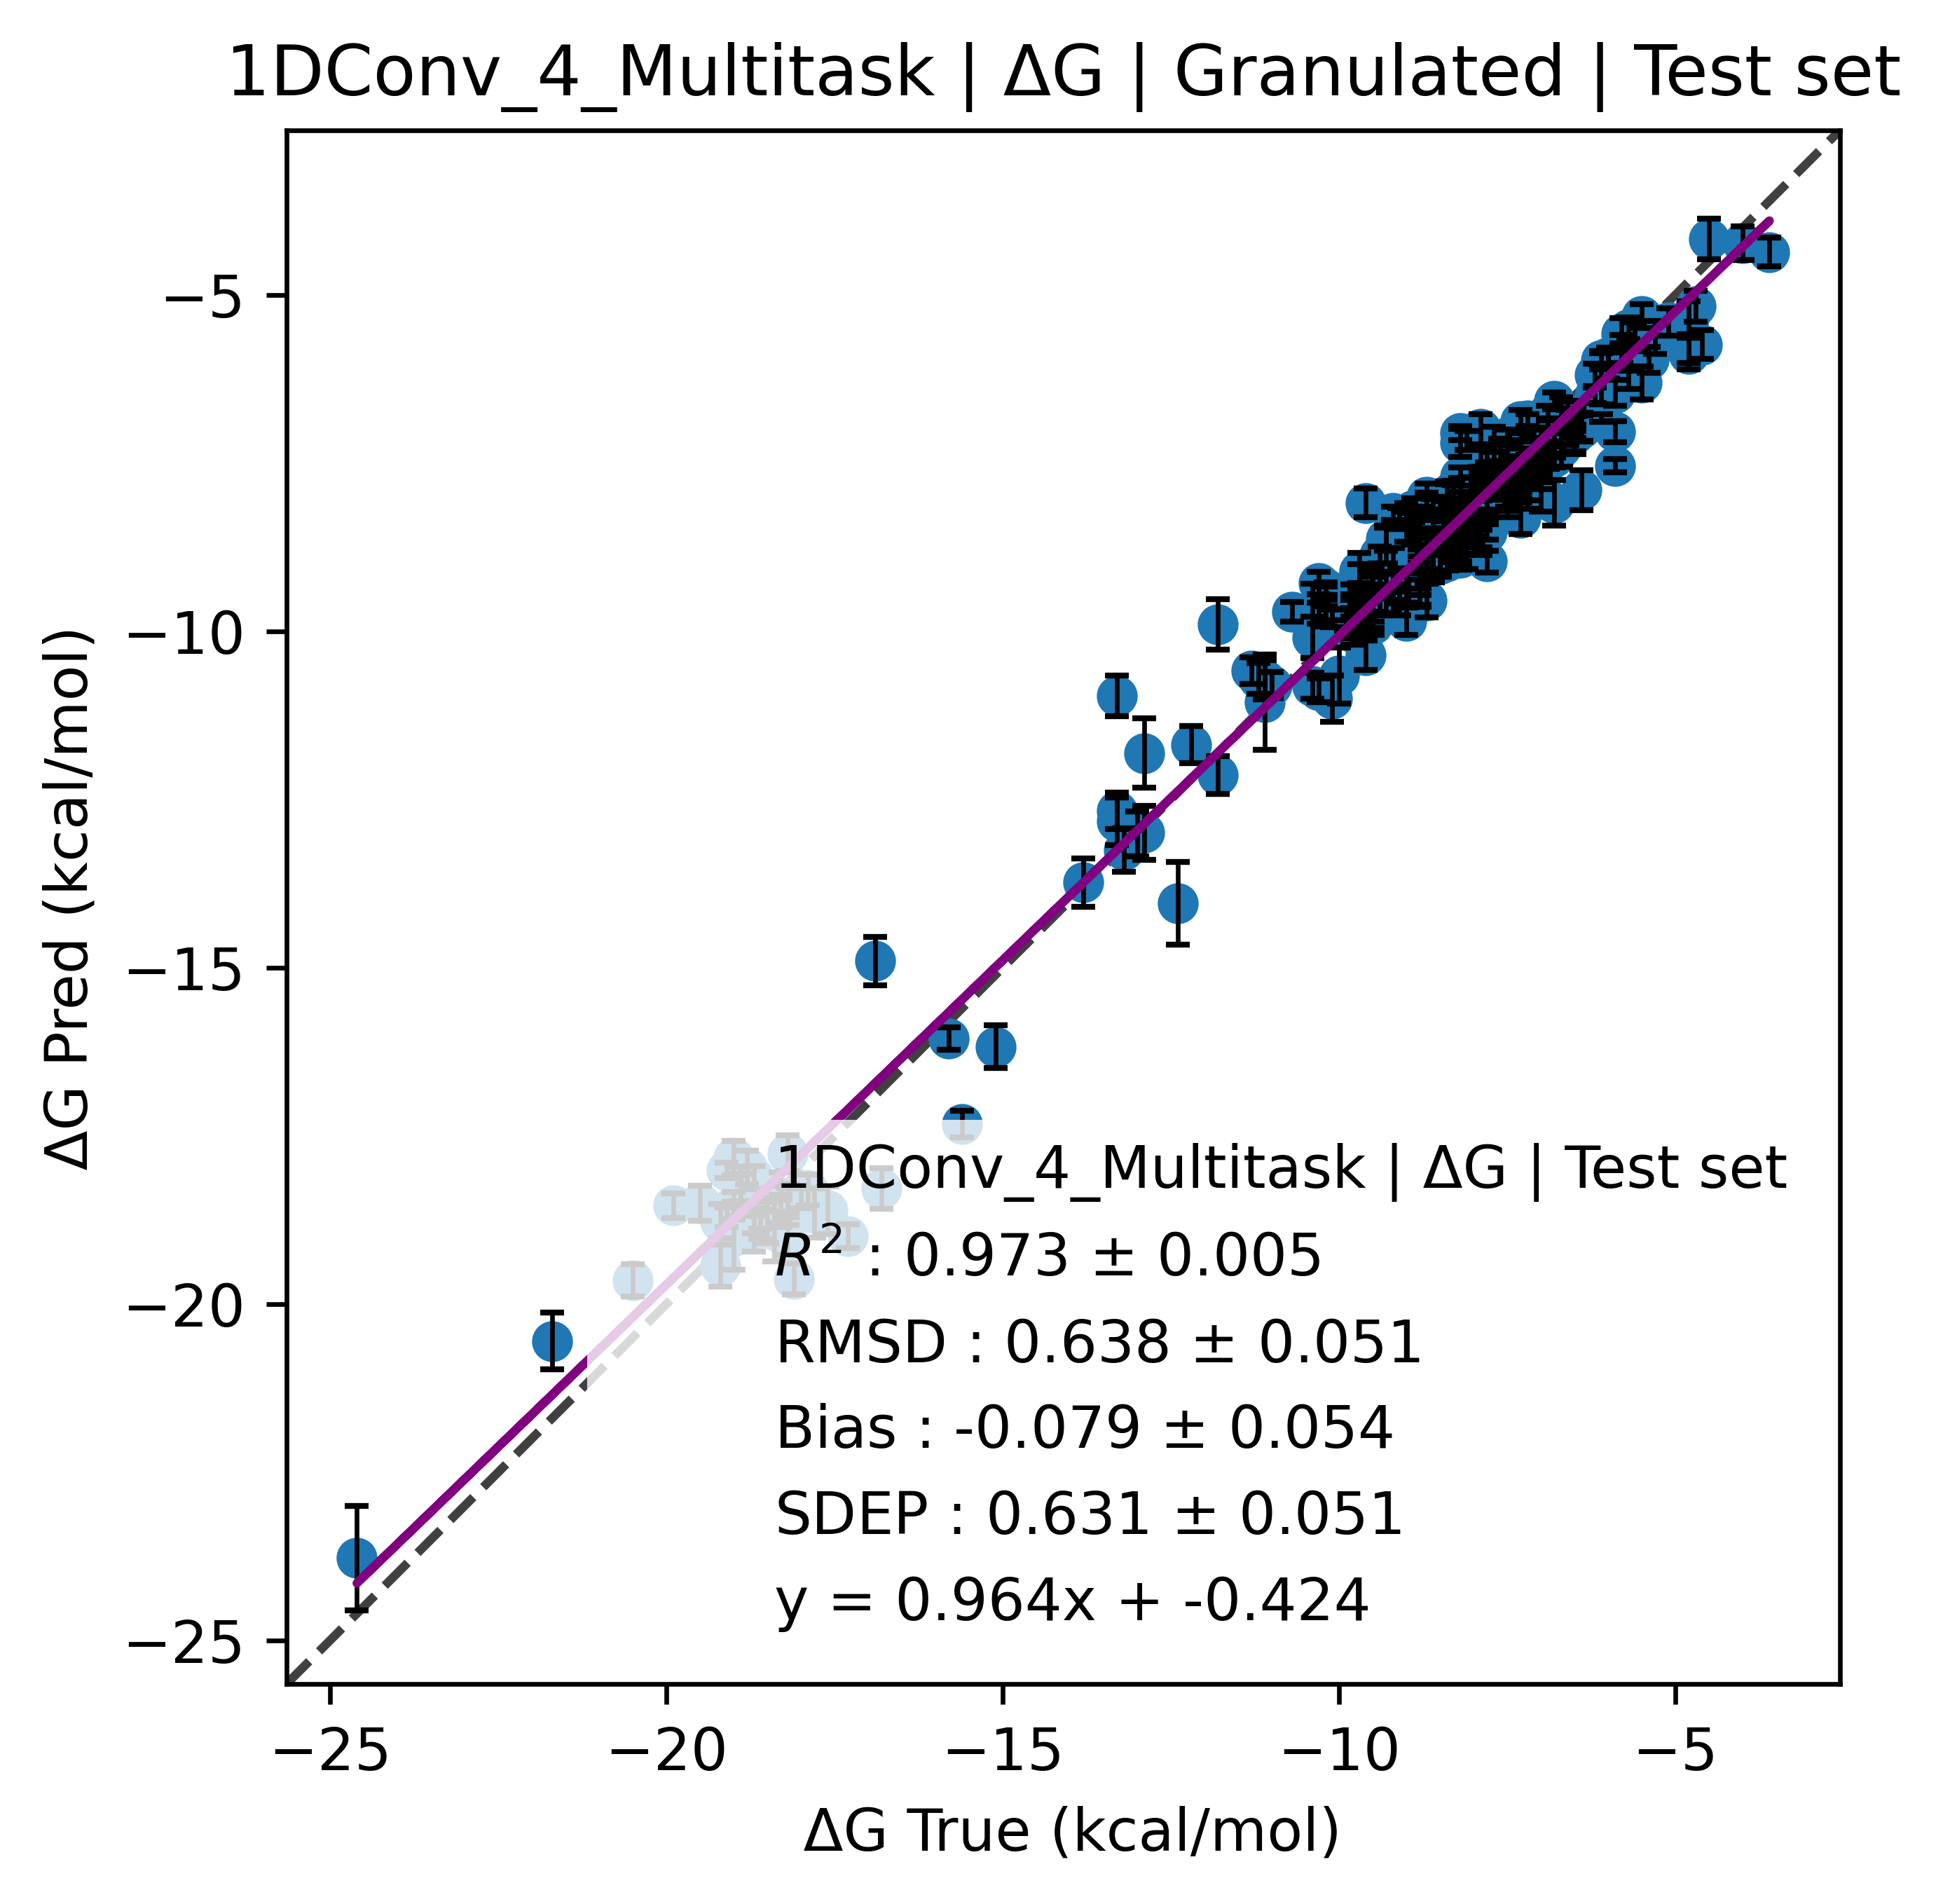 1DConv_4_Multitask | ΔG | Granulated | Test set
ΔG Pred (kcal/mol)
−5
−10
−15
−20
−25
1DConv_4_Multitask | ΔG | Test set
R² : 0.973 ± 0.005
RMSD : 0.638 ± 0.051
Bias : -0.079 ± 0.054
SDEP : 0.631 ± 0.051
y = 0.964x + -0.424
−25 −20 −15 −10 −5
ΔG True (kcal/mol)